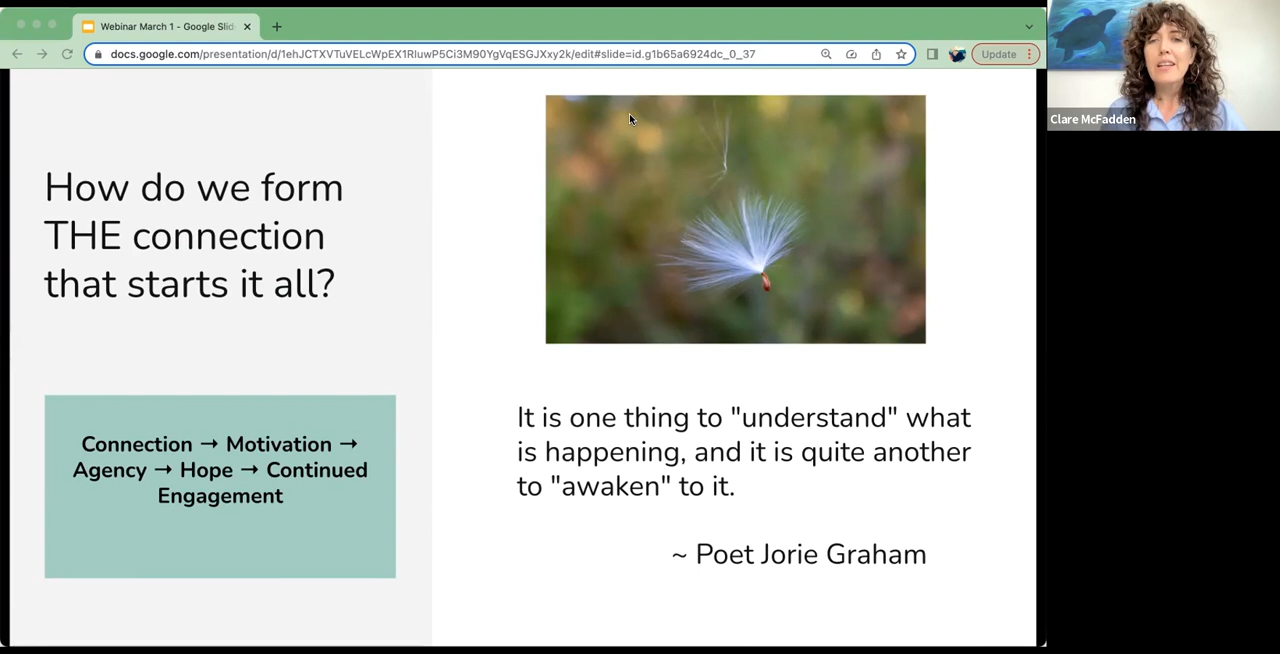 Webinar March 1 - Google Slid
docs.google.com/presentation/d/1ehJCTXVTuVELcWpEX1RluwP5Ci3M90YgVqESGJXxy2k/edit#slide=id.g1b65a6924dc_0_37
Update
Clare McFadden
How do we form
THE connection
that starts it all?
Connection → Motivation →
Agency → Hope → Continued
Engagement
It is one thing to "understand" what
is happening, and it is quite another
to "awaken" to it.
~ Poet Jorie Graham